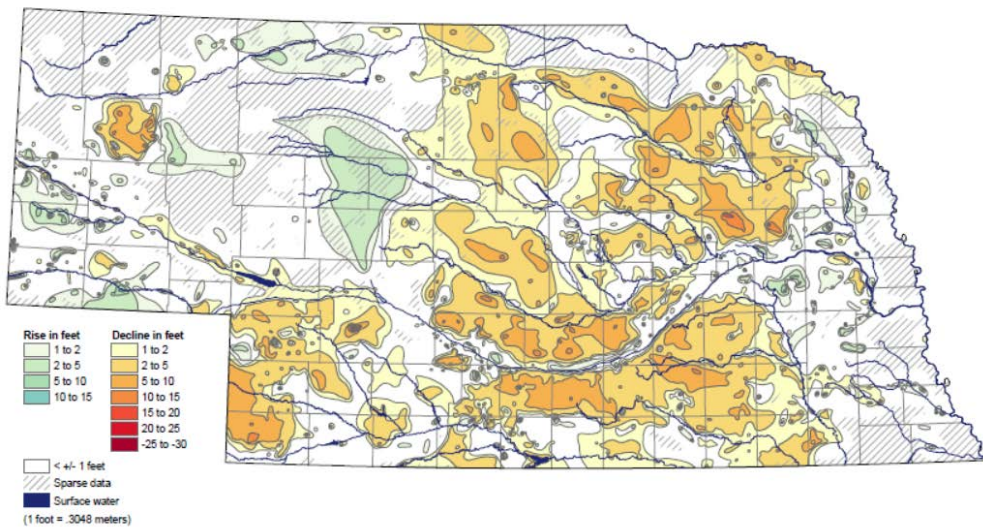 Rise in feet
1 to 2
2 to 5
5 to 10
10 to 15
Decline in feet
1 to 2
2 to 5
5 to 10
10 to 15
15 to 20
20 to 25
-25 to -30
< +/- 1 feet
Sparse data
Surface water
(1 foot = .3048 meters)